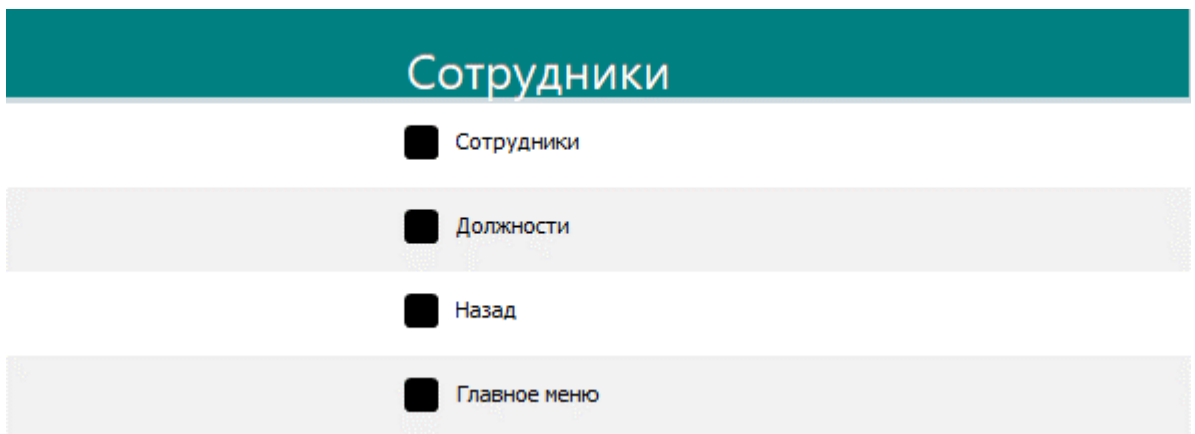 Сотрудники
Сотрудники
Должности
Назад
Главное меню